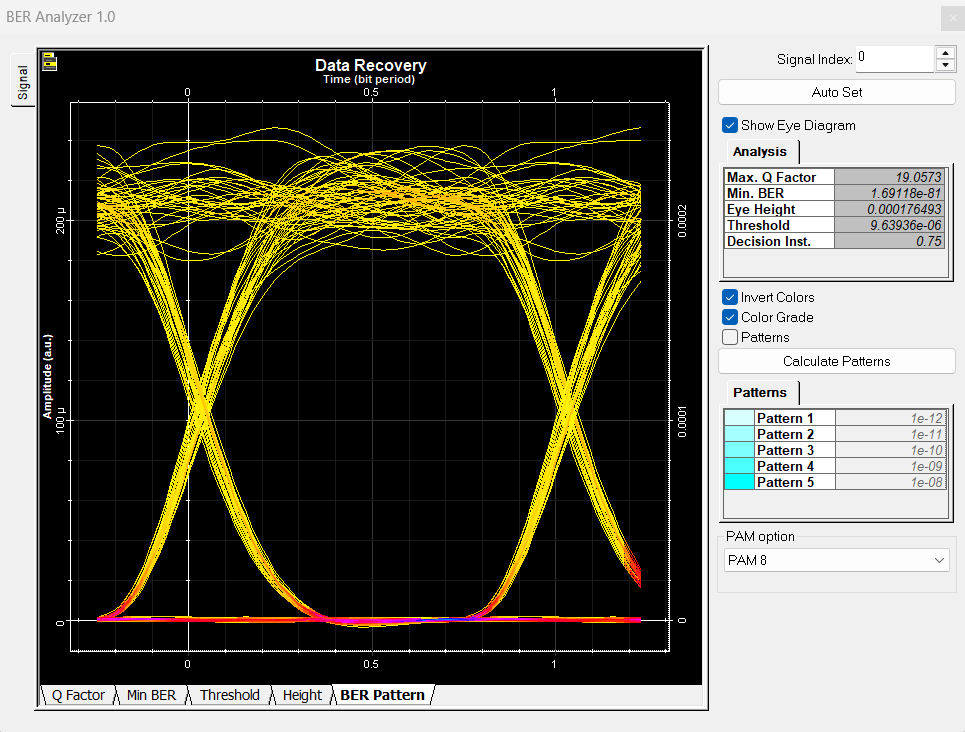 BER Analyzer 1.0
Signal
Data Recovery
Time (bit period)
0 0.5 1
Amplitude (a.u.)
200 µ
100 µ
0
0.0002
0.0001
0
0 0.5 1
Q Factor Min BER Threshold Height BER Pattern
Signal Index: 0
Auto Set
Show Eye Diagram
Analysis
Max. Q Factor 19.0573
Min. BER 1.69118e-81
Eye Height 0.000176493
Threshold 9.63936e-06
Decision Inst. 0.75
Invert Colors
Color Grade
Patterns
Calculate Patterns
Patterns
Pattern 1 1e-12
Pattern 2 1e-11
Pattern 3 1e-10
Pattern 4 1e-09
Pattern 5 1e-08
PAM option
PAM 8